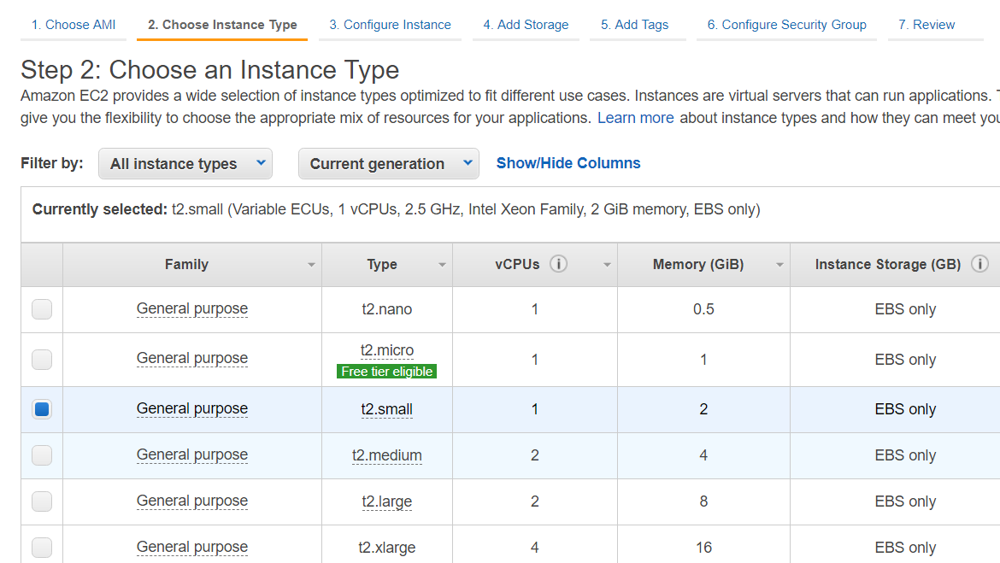 1. Choose AMI 2. Choose Instance Type 3. Configure Instance 4. Add Storage 5. Add Tags 6. Configure Security Group 7. Review
Step 2: Choose an Instance Type
Amazon EC2 provides a wide selection of instance types optimized to fit different use cases. Instances are virtual servers that can run applications.
give you the flexibility to choose the appropriate mix of resources for your applications. Learn more about instance types and how they can meet
Filter by: All instance types Current generation Show/Hide Columns
Currently selected: t2.small (Variable ECUs, 1 vCPUs, 2.5 GHz, Intel Xeon Family, 2 GiB memory, EBS only)
Family Type vCPUs i Memory (GiB) Instance Storage (GB) i
General purpose t2.nano 1 0.5 EBS only
General purpose t2.micro 1 1 EBS only
Free tier eligible
General purpose t2.small 1 2 EBS only
General purpose t2.medium 2 4 EBS only
General purpose t2.large 2 8 EBS only
General purpose t2.xlarge 4 16 EBS only